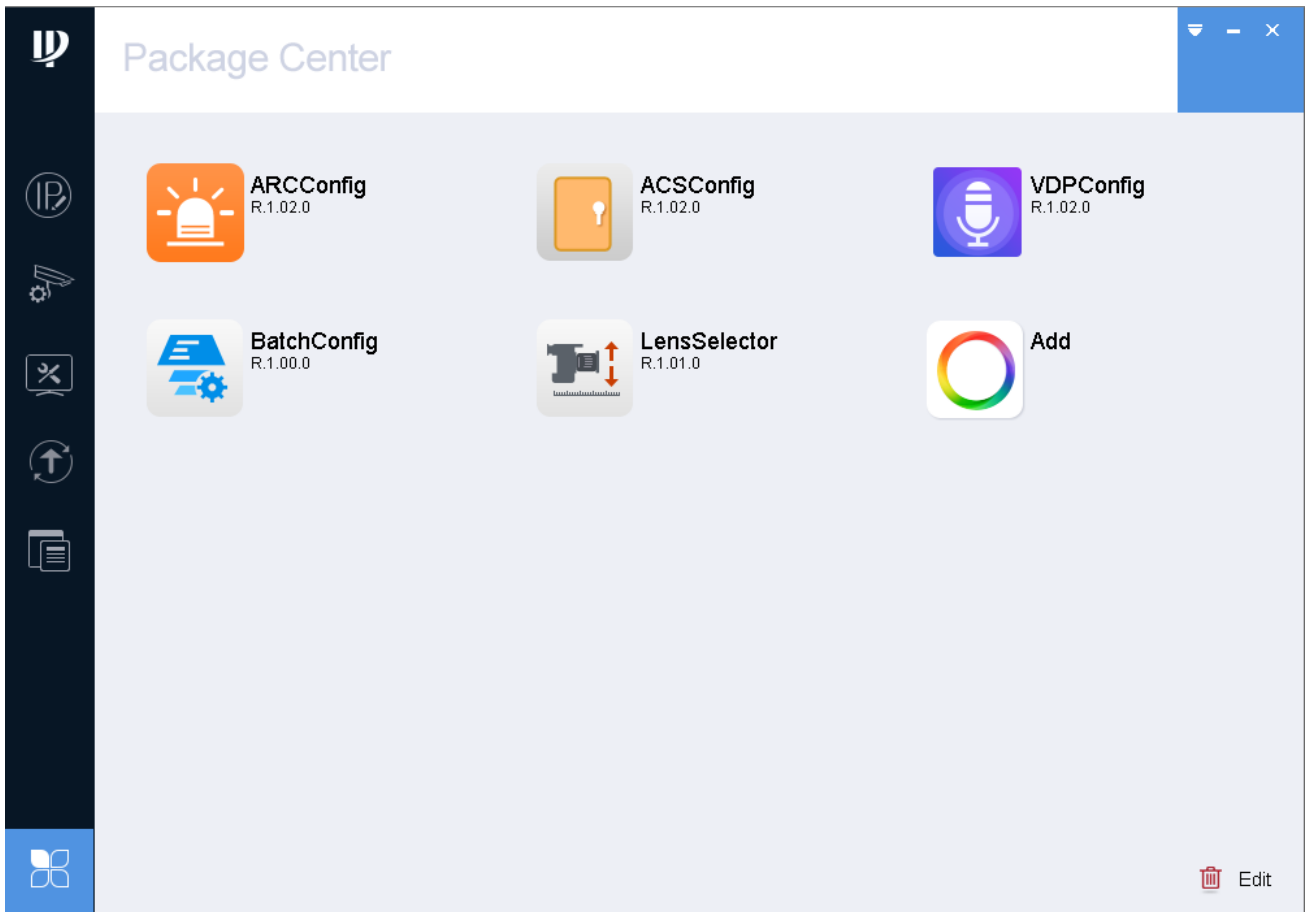 Package Center
ARCConfig
R.1.02.0
ACSConfig
R.1.02.0
VDPConfig
R.1.02.0
BatchConfig
R.1.00.0
LensSelector
R.1.01.0
Add
IP
Edit